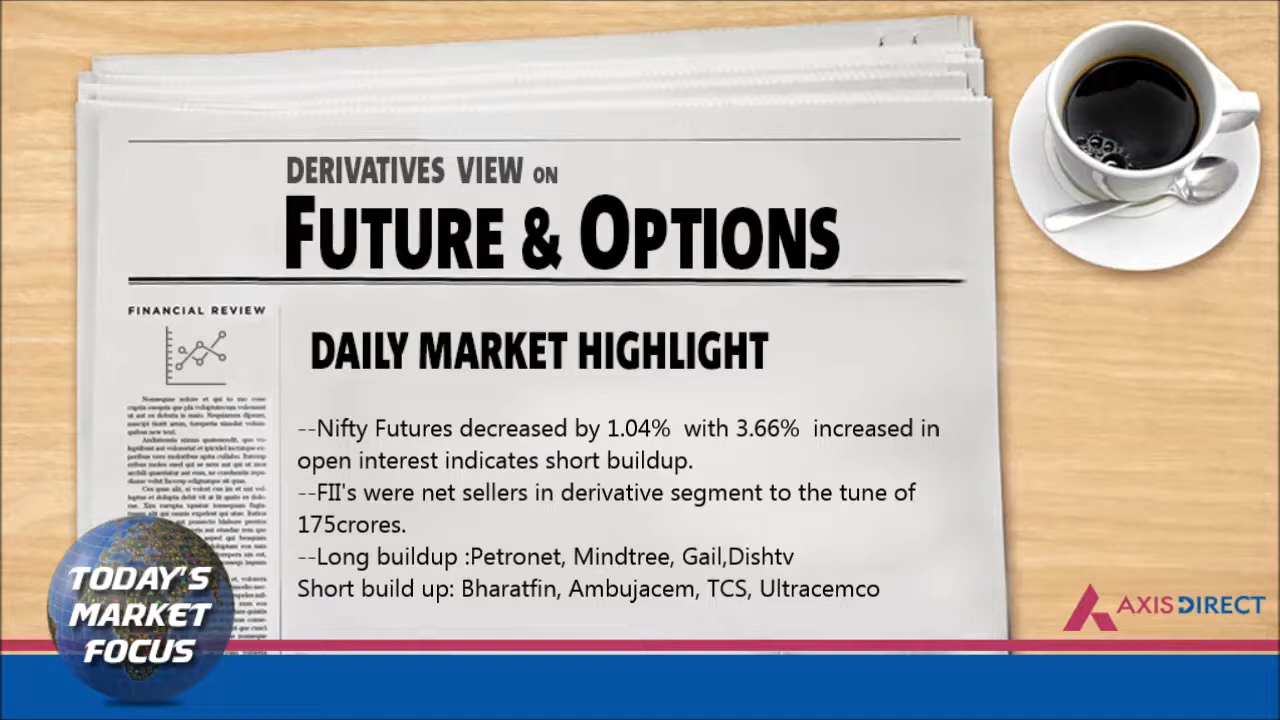 DERIVATIVES VIEW ON
FUTURE & OPTIONS
FINANCIAL REVIEW
DAILY MARKET HIGHLIGHT
--Nifty Futures decreased by 1.04%  with 3.66%  increased in
open interest indicates short buildup.
--FII's were net sellers in derivative segment to the tune of
175crores.
--Long buildup :Petronet, Mindtree, Gail,Dishtv
Short build up: Bharatfin, Ambujacem, TCS, Ultracemco
TODAY'S
MARKET
FOCUS
AXIS DIRECT